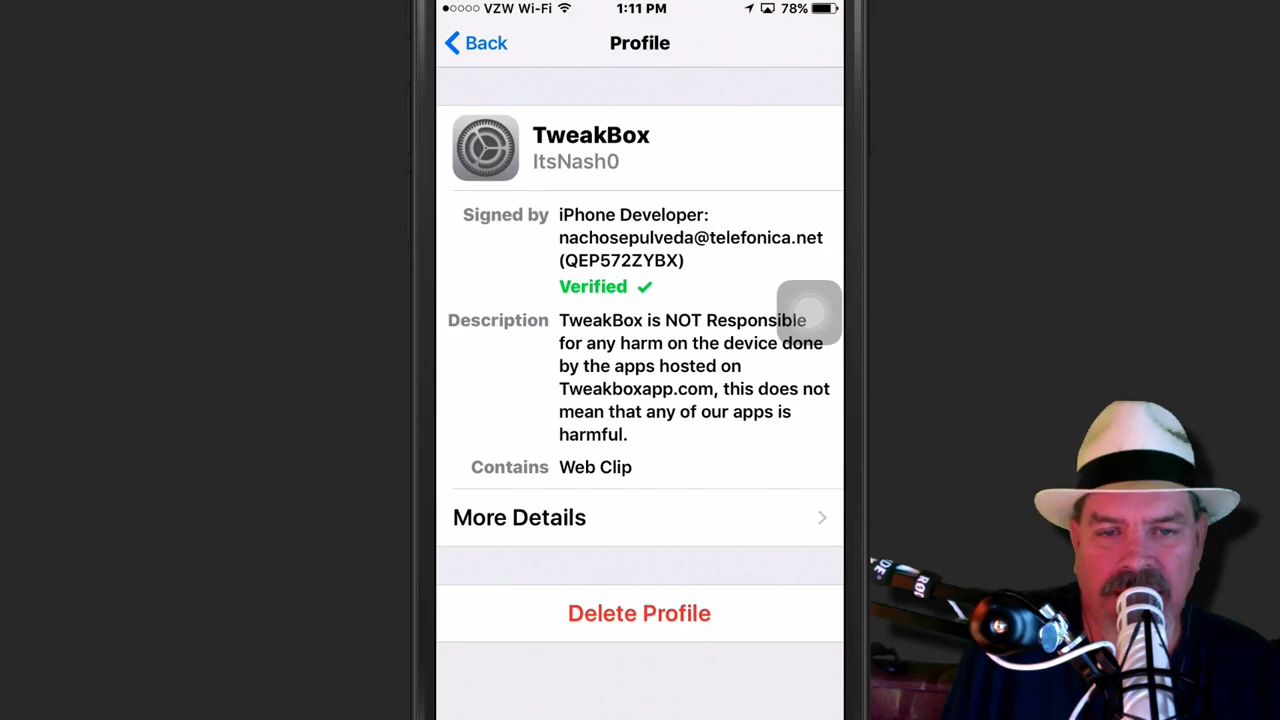 VZW Wi-Fi 1:11 PM 78%
Back Profile
TweakBox
ItsNash0
Signed by iPhone Developer:
nachosepulveda@telefonica.net
(QEP572ZYBX)
Verified ✓
Description TweakBox is NOT Responsible
for any harm on the device done
by the apps hosted on
Tweakboxapp.com, this does not
mean that any of our apps is
harmful.
Contains Web Clip
More Details
Delete Profile